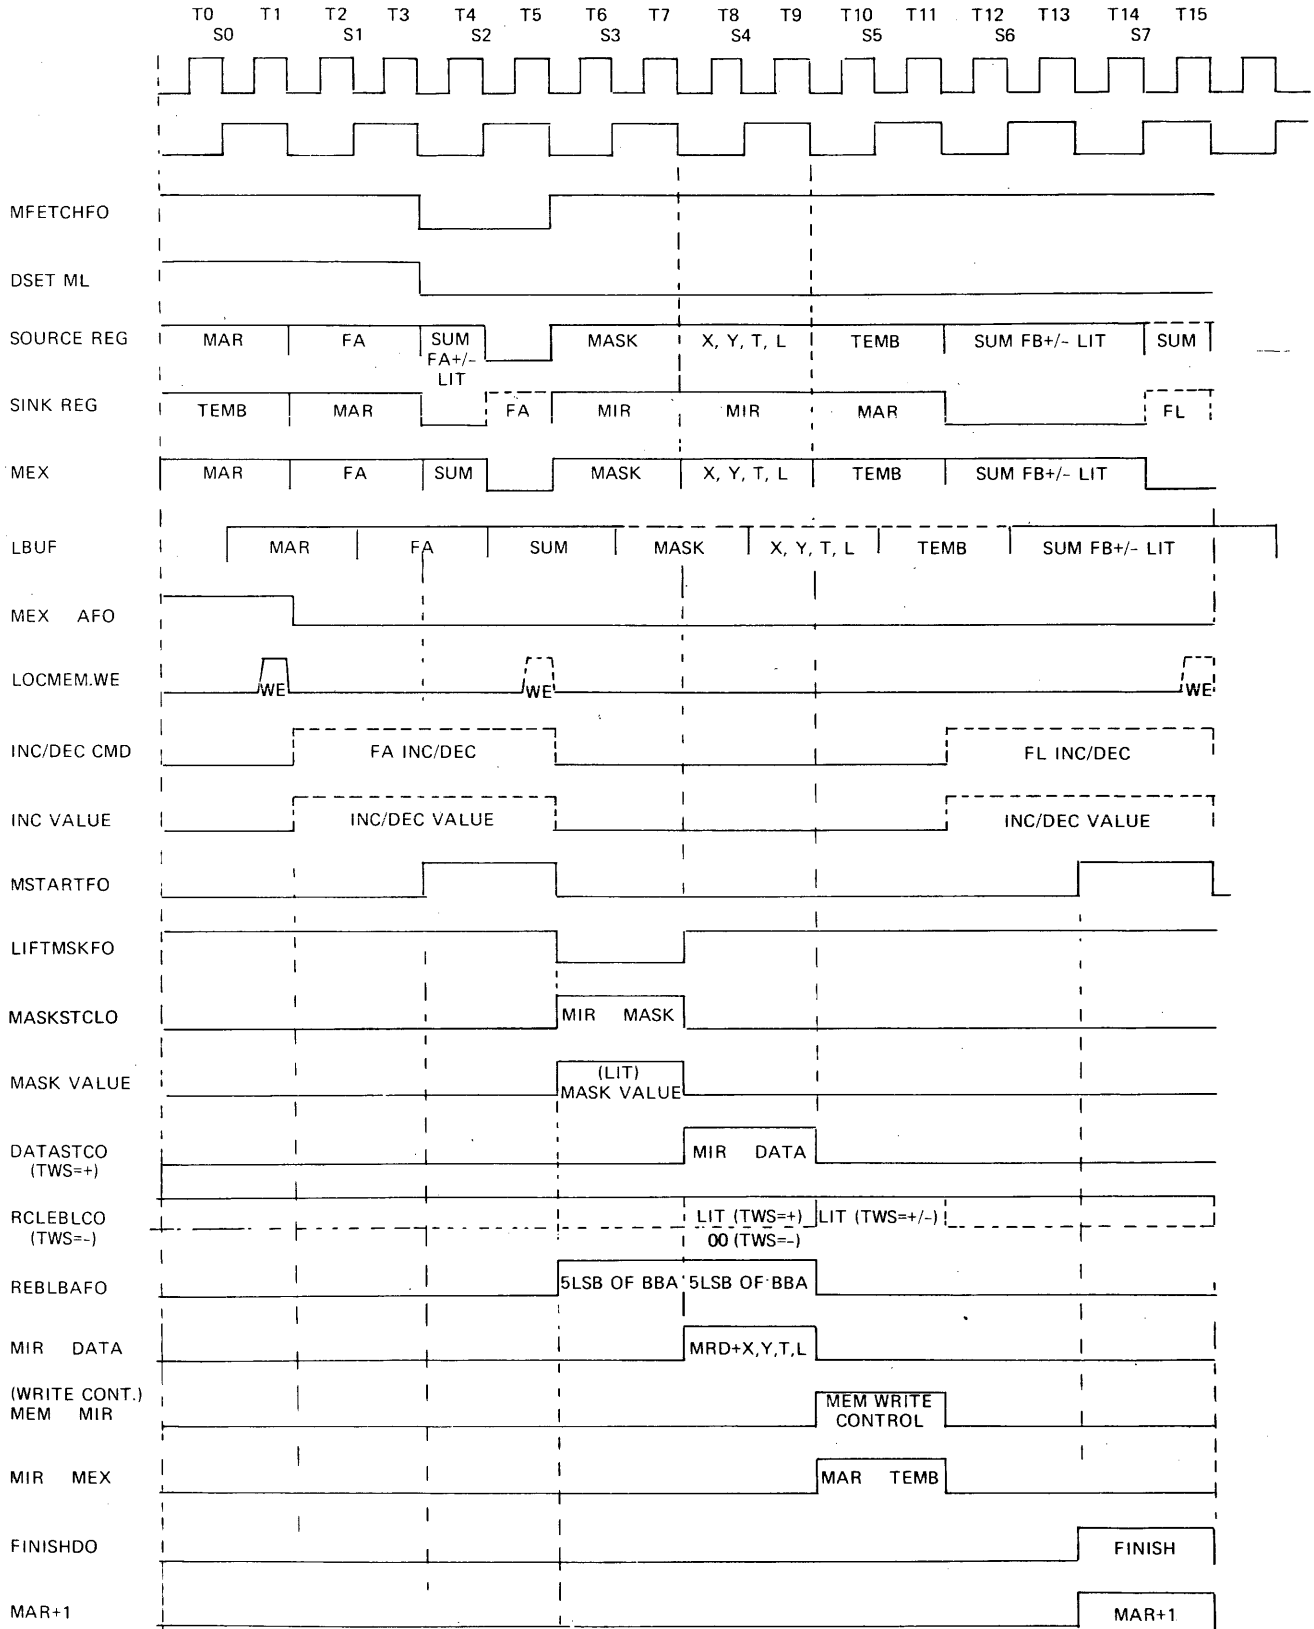 T0 T1 T2 T3 T4 T5 T6 T7 T8 T9 T10 T11 T12 T13 T14 T15
S0 S1 S2 S3 S4 S5 S6 S7
MFETCHFO
DSET ML
SOURCE REG MAR FA SUM FA+/- LIT MASK X, Y, T, L TEMB SUM FB+/- LIT SUM
SINK REG TEMB MAR FA MIR MIR MAR FL
MEX MAR FA SUM MASK X, Y, T, L TEMB SUM FB+/- LIT
LBUF MAR FA SUM MASK X, Y, T, L TEMB SUM FB+/- LIT
MEX AFO
LOCMEM.WE WE WE WE
INC/DEC CMD FA INC/DEC FL INC/DEC
INC VALUE INC/DEC VALUE INC/DEC VALUE
MSTARTFO
LIFTMSKFO
MASKSTCLO MIR MASK
MASK VALUE (LIT) MASK VALUE
DATASTCO MIR DATA
(TWS=+)
RCLEBLCO LIT (TWS=+) LIT (TWS=+/-)
(TWS=-) 00 (TWS=-)
REBLBAFO 5LSB OF BBA 5LSB OF BBA
MIR DATA MRD+X,Y,T,L
(WRITE CONT.) MEM WRITE
MEM MIR CONTROL
MIR MEX MAR TEMB
FINISHDO FINISH
MAR+1 MAR+1